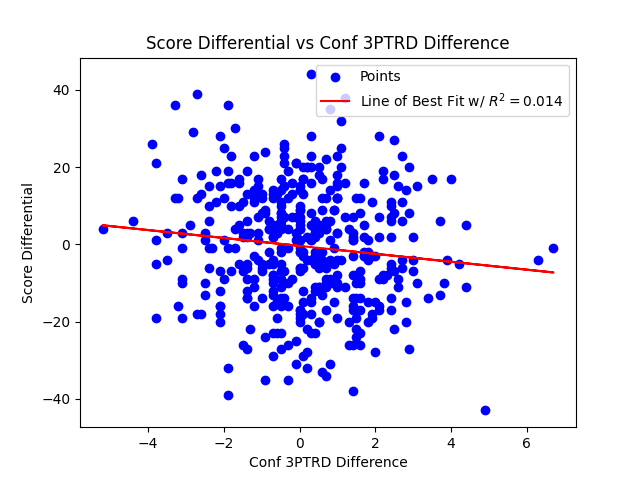 Score Differential vs Conf 3PTRD Difference
Points
Line of Best Fit w/ R² = 0.014
Score Differential
40
20
0
−20
−40
−4
−2
0
2
4
6
Conf 3PTRD Difference